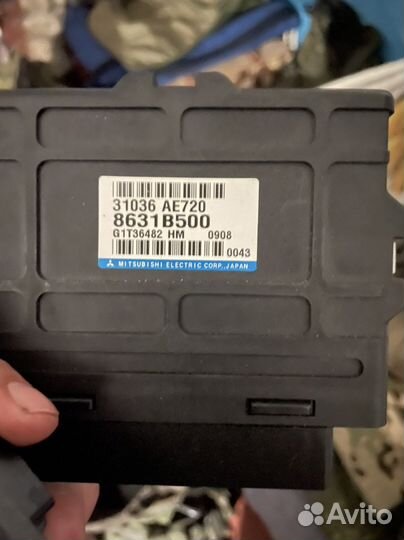 31036 AE720
8631B500
G1T36482 HM 0908
0043
MITSUBISHI ELECTRIC CORP., JAPAN
Avito